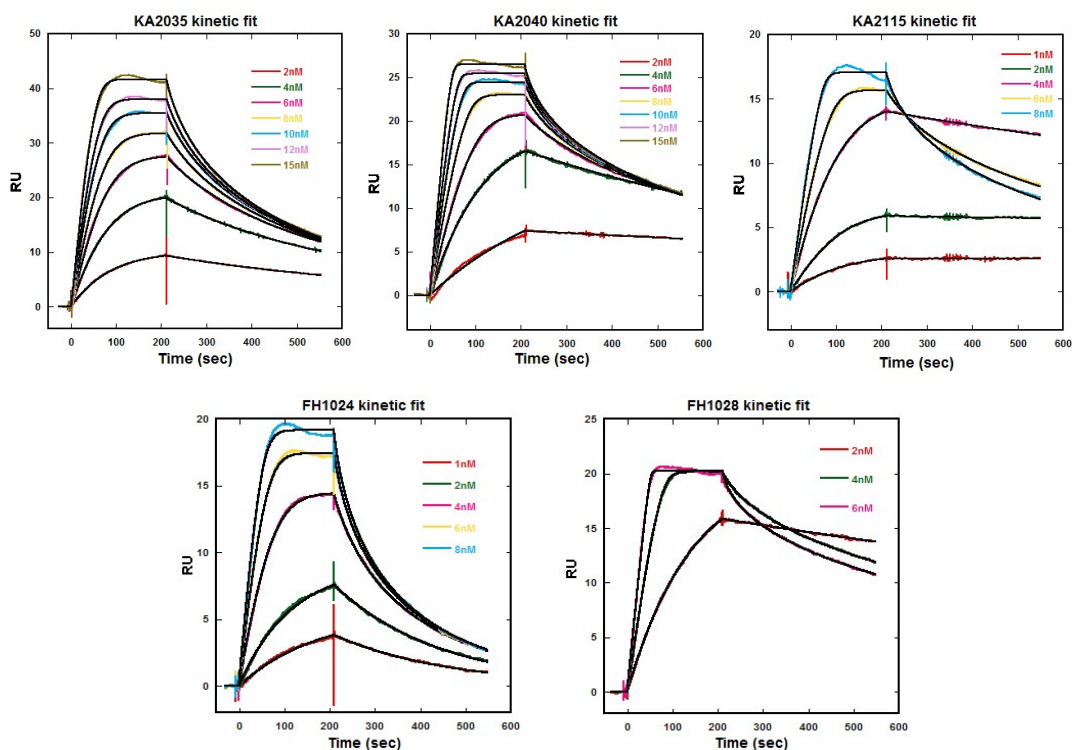 KA2035 kinetic fit
50
40
30
20
10
0
RU
2nM
4nM
6nM
8nM
10nM
12nM
15nM
0 100 200 300 400 500 600
Time (sec)
KA2040 kinetic fit
30
25
20
15
10
5
0
RU
2nM
4nM
6nM
8nM
10nM
12nM
15nM
0 100 200 300 400 500 600
Time (sec)
KA2115 kinetic fit
20
15
10
5
0
RU
1nM
2nM
4nM
6nM
8nM
0 100 200 300 400 500 600
Time (sec)
FH1024 kinetic fit
20
15
10
5
0
RU
1nM
2nM
4nM
6nM
8nM
0 100 200 300 400 500 600
Time (sec)
FH1028 kinetic fit
25
20
15
10
5
0
RU
2nM
4nM
6nM
0 100 200 300 400 500 600
Time (sec)